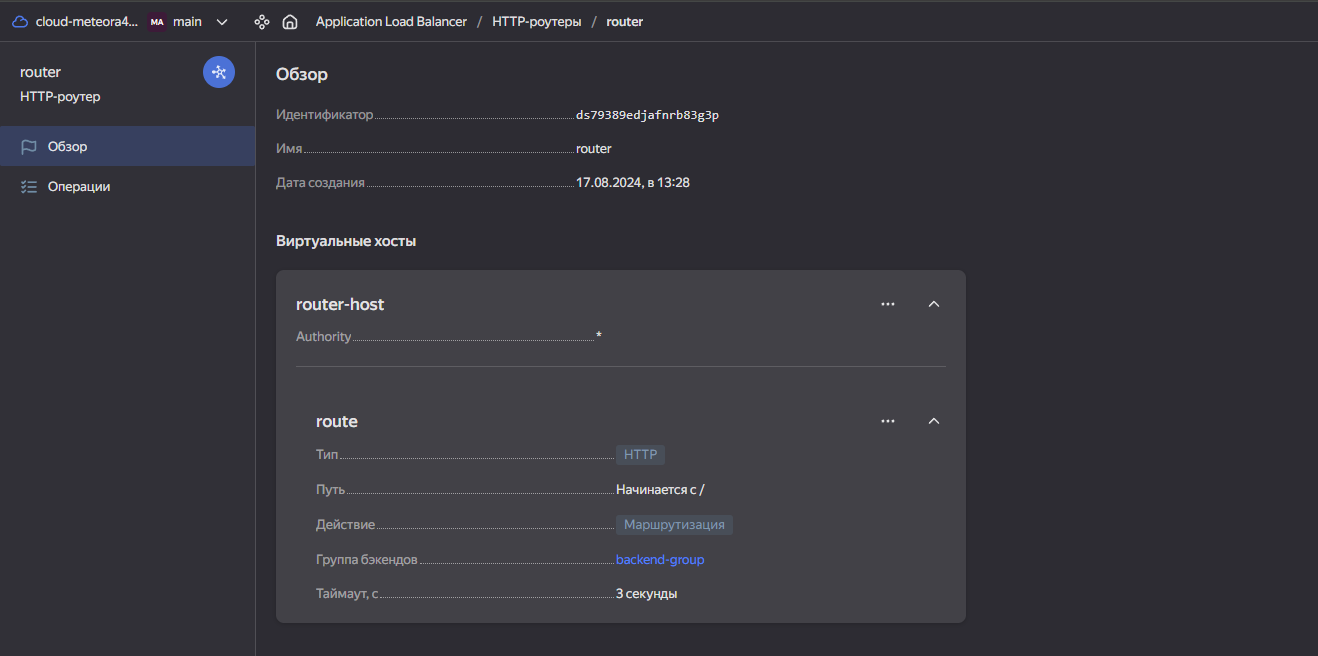 cloud-meteora4... MA main Application Load Balancer / HTTP-роутеры / router
router
HTTP-роутер
Обзор
Операции
Обзор
Идентификатор ds79389edjafnrb83g3p
Имя router
Дата создания 17.08.2024, в 13:28
Виртуальные хосты
router-host
Authority *
route
Тип HTTP
Путь Начинается с /
Действие Маршрутизация
Группа бэкендов backend-group
Таймаут, с 3 секунды